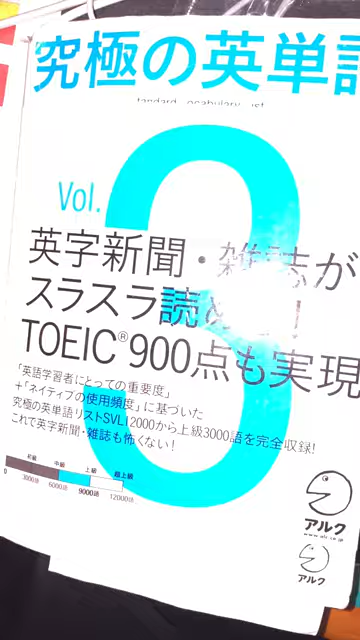 究極の英単語
tandard ocabulary ist
Vol.
3
英字新聞・雑誌が
スラスラ読め
TOEIC® 900点も実現
「英語学習者にとっての重要度」
+「ネイティブの使用頻度」に基づいた
究極の英単語リストSVL12000から上級3000語を完全収録!
これで英字新聞・雑誌も怖くない!
初級 中級 上級 超上級
0 3000語 6000語 9000語 12000語
アルク
www.alc.co.jp
アルク